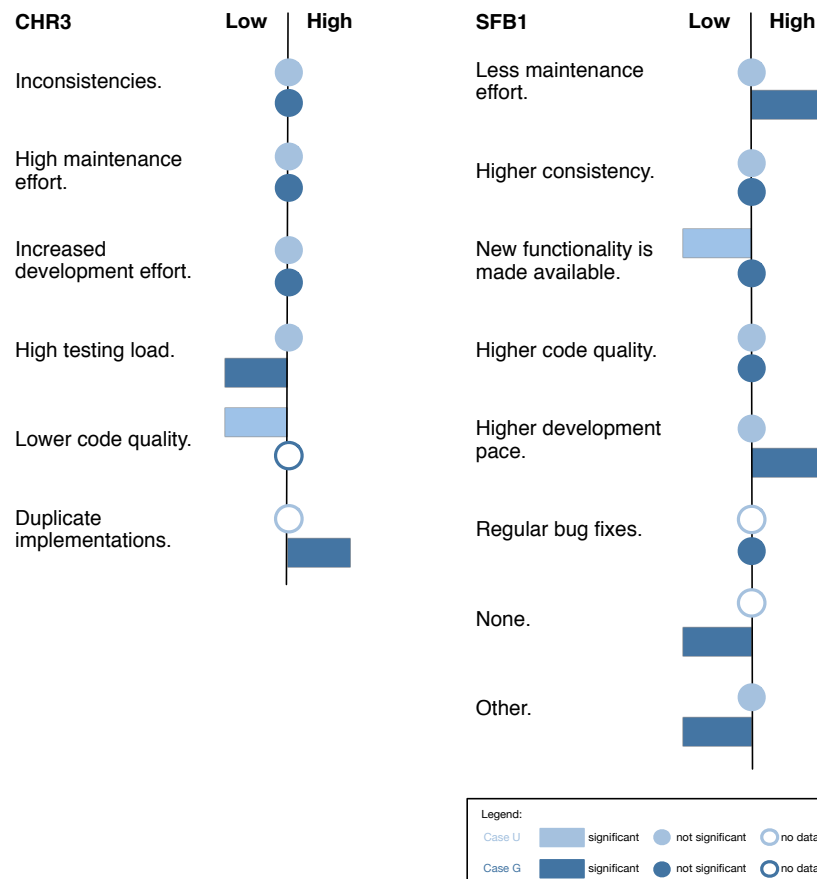 CHR3 Low High
Inconsistencies.
High maintenance
effort.
Increased
development effort.
High testing load.
Lower code quality.
Duplicate
implementations.
SFB1 Low High
Less maintenance
effort.
Higher consistency.
New functionality is
made available.
Higher code quality.
Higher development
pace.
Regular bug fixes.
None.
Other.
Legend:
Case U significant not significant no data
Case G significant not significant no data